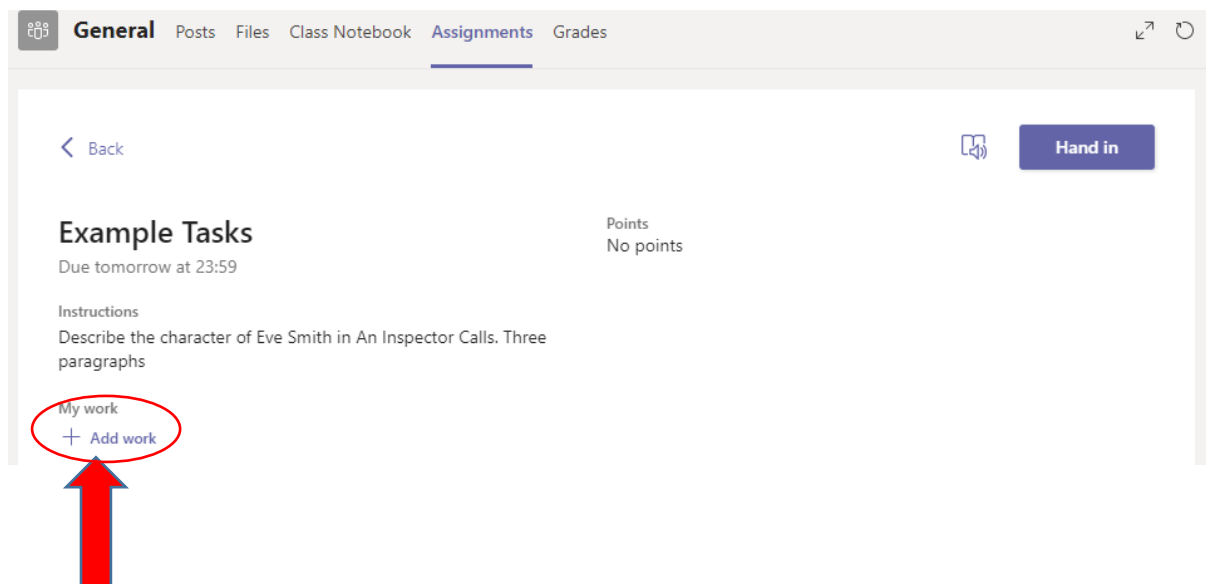 General Posts Files Class Notebook Assignments Grades
Back
Hand in
Example Tasks
Due tomorrow at 23:59
Points
No points
Instructions
Describe the character of Eve Smith in An Inspector Calls. Three
paragraphs
My work
+ Add work